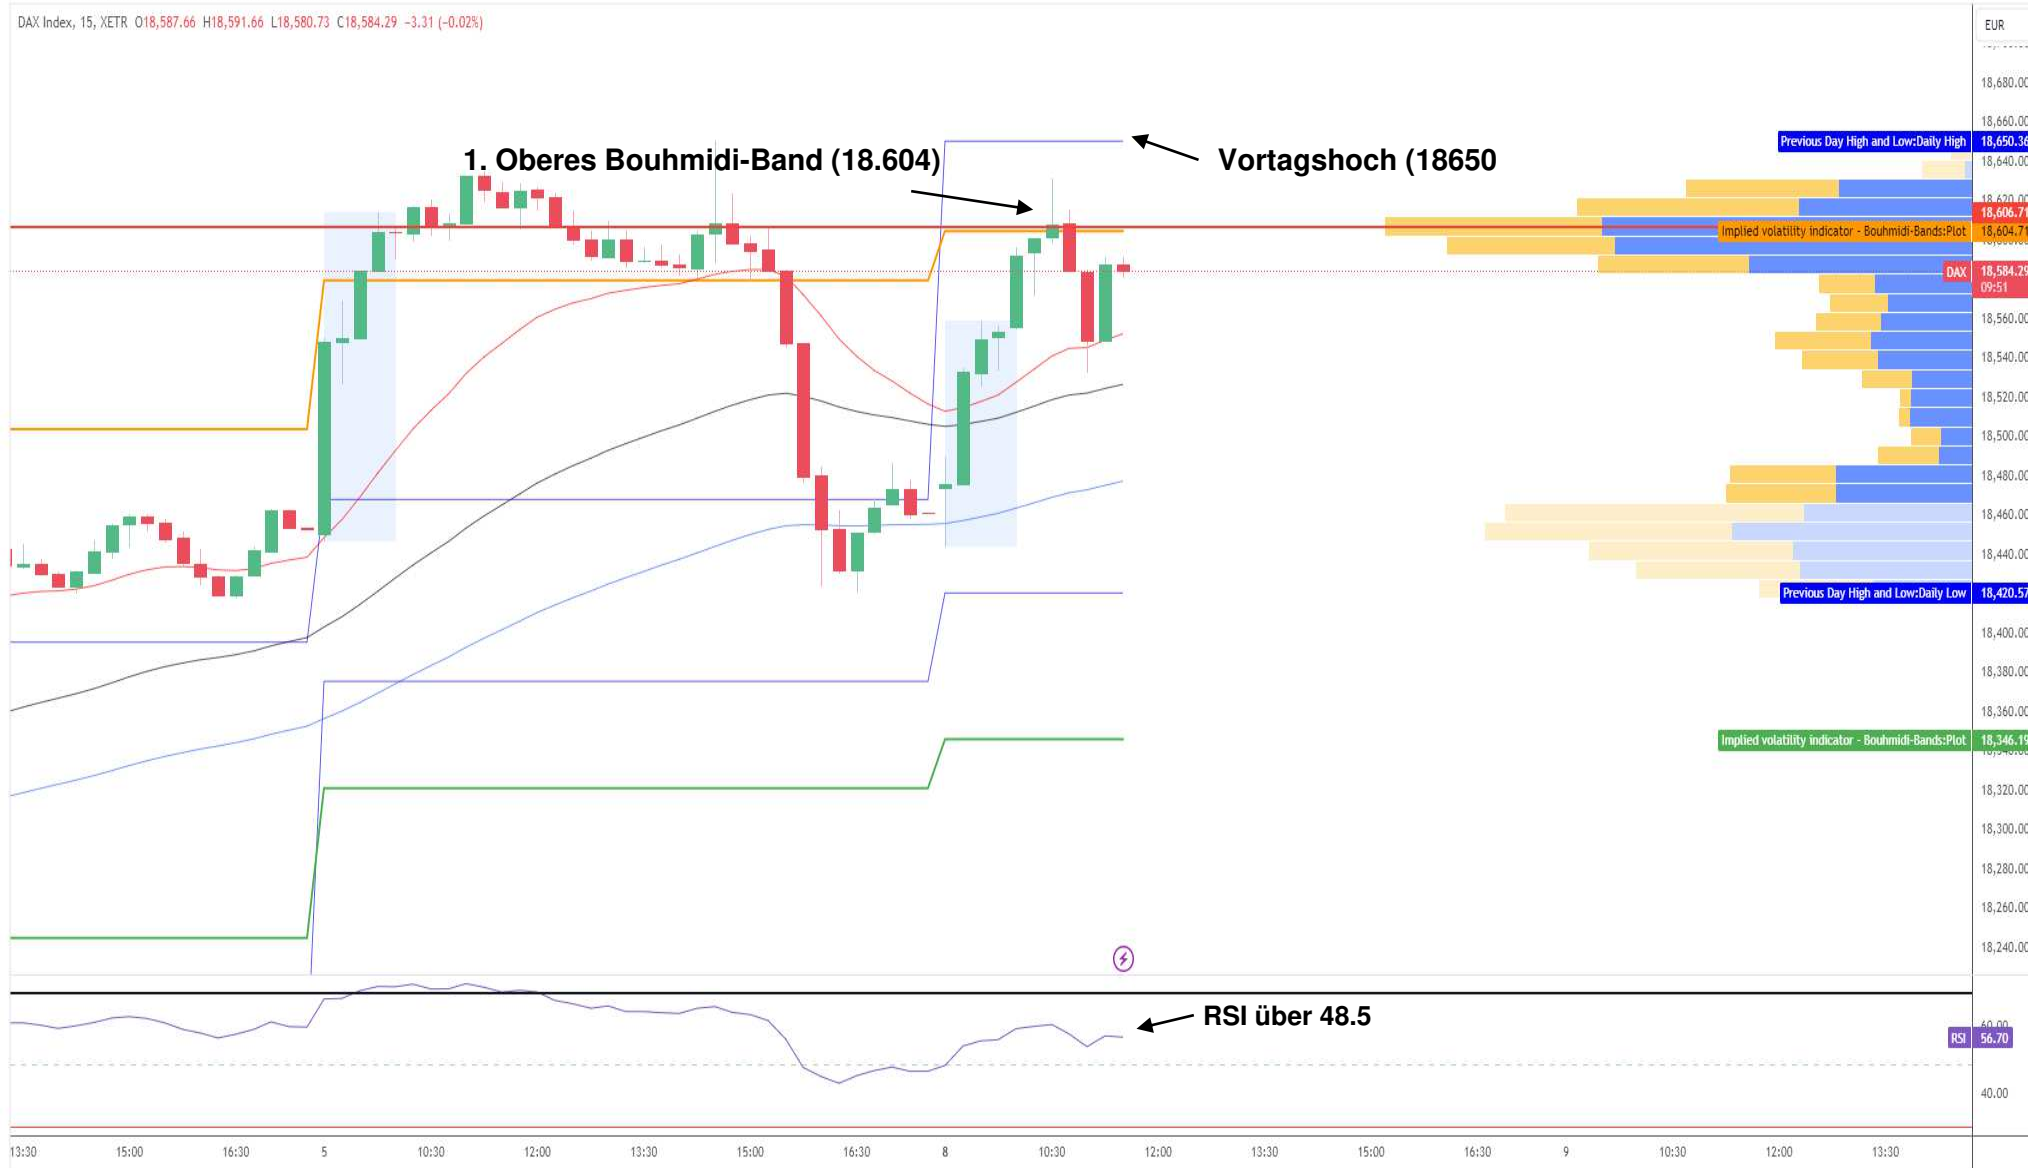 DAX Index, 15, XETR O18,587.66 H18,591.66 L18,580.73 C18,584.29 −3.31 (−0.02%)
EUR
18,680.00
18,660.00
1. Oberes Bouhmidi-Band (18.604)
Vortagshoch (18650
Previous Day High and Low:Daily High 18,650.36
18,640.00
18,620.00
18,606.71
Implied volatility indicator - Bouhmidi-Bands:Plot 18,604.71
DAX 18,584.29
09:51
18,560.00
18,540.00
18,520.00
18,500.00
18,480.00
18,460.00
18,440.00
Previous Day High and Low:Daily Low 18,420.57
18,400.00
18,380.00
18,360.00
Implied volatility indicator - Bouhmidi-Bands:Plot 18,346.19
18,320.00
18,300.00
18,280.00
18,260.00
18,240.00
RSI über 48.5
60.00
RSI 56.70
40.00
13:30 15:00 16:30 5 10:30 12:00 13:30 15:00 16:30 8 10:30 12:00 13:30 15:00 16:30 9 10:30 12:00 13:30